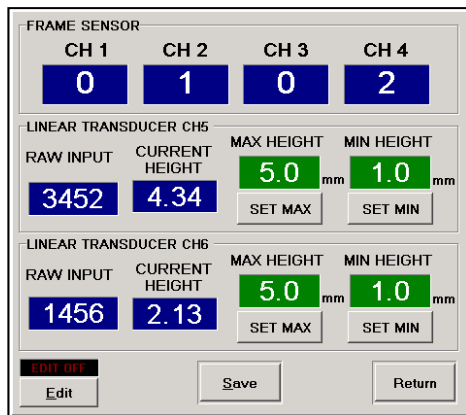 FRAME SENSOR
CH 1 CH 2 CH 3 CH 4
0 1 0 2
LINEAR TRANSDUCER CH5
RAW INPUT CURRENT HEIGHT MAX HEIGHT MIN HEIGHT
3452 4.34 5.0 mm 1.0 mm
SET MAX SET MIN
LINEAR TRANSDUCER CH6
RAW INPUT CURRENT HEIGHT MAX HEIGHT MIN HEIGHT
1456 2.13 5.0 mm 1.0 mm
SET MAX SET MIN
EDIT OFF
Edit Save Return